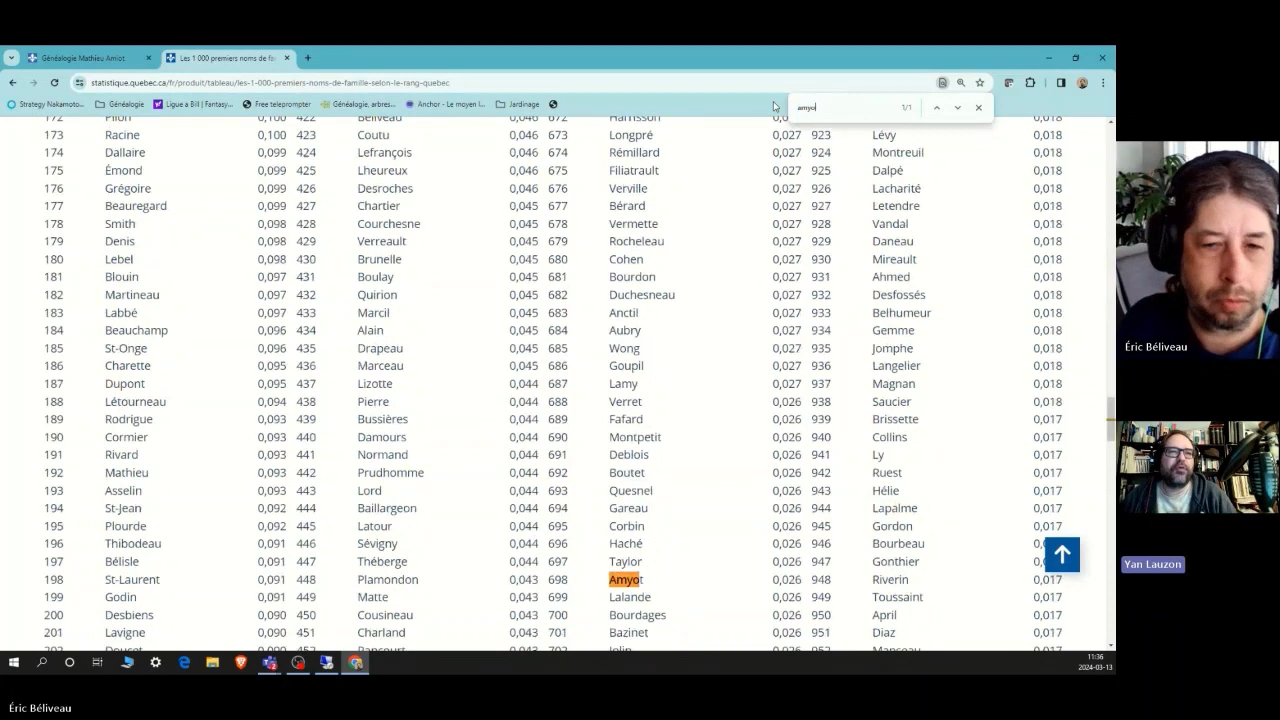 Généalogie Mathieu Amiot
Les 1 000 premiers noms de fa
statistique.quebec.ca/fr/produit/tableau/les-1-000-premiers-noms-de-famille-selon-le-rang-quebec
Strategy Nakamoto... Généalogie Ligue a Bill | Fantasy... Free teleprompter Généalogie, arbres... Anchor - Le moyen l... Jardinage
amyo 1/1
172 Pilon 0,100 422 Béliveau 0,046 672 Harrisson 0,018
173 Racine 0,100 423 Coutu 0,046 673 Longpré 0,027 923 Lévy 0,018
174 Dallaire 0,099 424 Lefrançois 0,046 674 Rémillard 0,027 924 Montreuil 0,018
175 Émond 0,099 425 Lheureux 0,046 675 Filiatrault 0,027 925 Dalpé 0,018
176 Grégoire 0,099 426 Desroches 0,046 676 Verville 0,027 926 Lacharité 0,018
177 Beauregard 0,099 427 Chartier 0,045 677 Bérard 0,027 926 Letendre 0,018
178 Smith 0,098 428 Courchesne 0,045 678 Vermette 0,027 928 Vandal 0,018
179 Denis 0,098 429 Verreault 0,045 679 Rocheleau 0,027 929 Daneau 0,018
180 Lebel 0,098 430 Brunelle 0,045 680 Cohen 0,027 930 Mireault 0,018
181 Blouin 0,097 431 Boulay 0,045 681 Bourdon 0,027 931 Ahmed 0,018
182 Martineau 0,097 432 Quirion 0,045 682 Duchesneau 0,027 932 Desfossés 0,018
183 Labbé 0,097 433 Marcil 0,045 683 Anctil 0,027 933 Belhumeur 0,018
184 Beauchamp 0,096 434 Alain 0,045 684 Aubry 0,027 934 Gemme 0,018
185 St-Onge 0,096 435 Drapeau 0,045 685 Wong 0,027 935 Jomphe 0,018
186 Charette 0,095 436 Marceau 0,045 686 Goupil 0,027 936 Langelier 0,018
187 Dupont 0,095 437 Lizotte 0,044 687 Lamy 0,027 937 Magnan 0,018
188 Létourneau 0,094 438 Pierre 0,044 688 Verret 0,026 938 Saucier 0,018
189 Rodrigue 0,093 439 Bussières 0,044 689 Fafard 0,026 939 Brissette 0,017
190 Cormier 0,093 440 Damours 0,044 690 Montpetit 0,026 940 Collins 0,017
191 Rivard 0,093 441 Normand 0,044 691 Deblois 0,026 941 Ly 0,017
192 Mathieu 0,093 442 Prudhomme 0,044 692 Boutet 0,026 942 Ruest 0,017
193 Asselin 0,092 443 Lord 0,044 693 Quesnel 0,026 943 Hélie 0,017
194 St-Jean 0,092 444 Baillargeon 0,044 694 Gareau 0,026 944 Lapalme 0,017
195 Plourde 0,092 445 Latour 0,044 695 Corbin 0,026 945 Gordon 0,017
196 Thibodeau 0,091 446 Sévigny 0,044 696 Haché 0,026 946 Bourbeau
197 Bélisle 0,091 447 Théberge 0,044 697 Taylor 0,026 947 Gonthier
198 St-Laurent 0,091 448 Plamondon 0,043 698 Amyot 0,026 948 Riverin 0,017
199 Godin 0,091 449 Matte 0,043 699 Lalande 0,026 949 Toussaint 0,017
200 Desbiens 0,090 450 Cousineau 0,043 700 Bourdages 0,026 950 April 0,017
201 Lavigne 0,090 451 Charland 0,043 701 Bazinet 0,026 951 Diaz 0,017
11:36
2024-03-13
Éric Béliveau
Yan Lauzon
Éric Béliveau